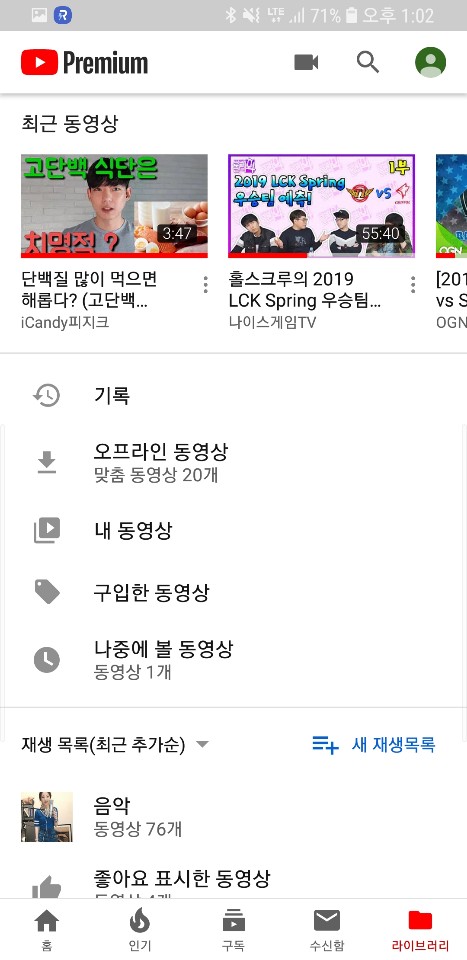 LTE 71% 오후 1:02
Premium
최근 동영상
고단백 식단은
치명적?
3:47
1부
2019 LCK Spring
우승팀 예측!
VS
55:40
OGN
단백질 많이 먹으면
해롭다? (고단백...
iCandy피지크
홀스크루의 2019
LCK Spring 우승팀...
나이스게임TV
[201
vs S
OGN
기록
오프라인 동영상
맞춤 동영상 20개
내 동영상
구입한 동영상
나중에 볼 동영상
동영상 1개
재생 목록(최근 추가순)
새 재생목록
음악
동영상 76개
좋아요 표시한 동영상
홈
인기
구독
수신함
라이브러리